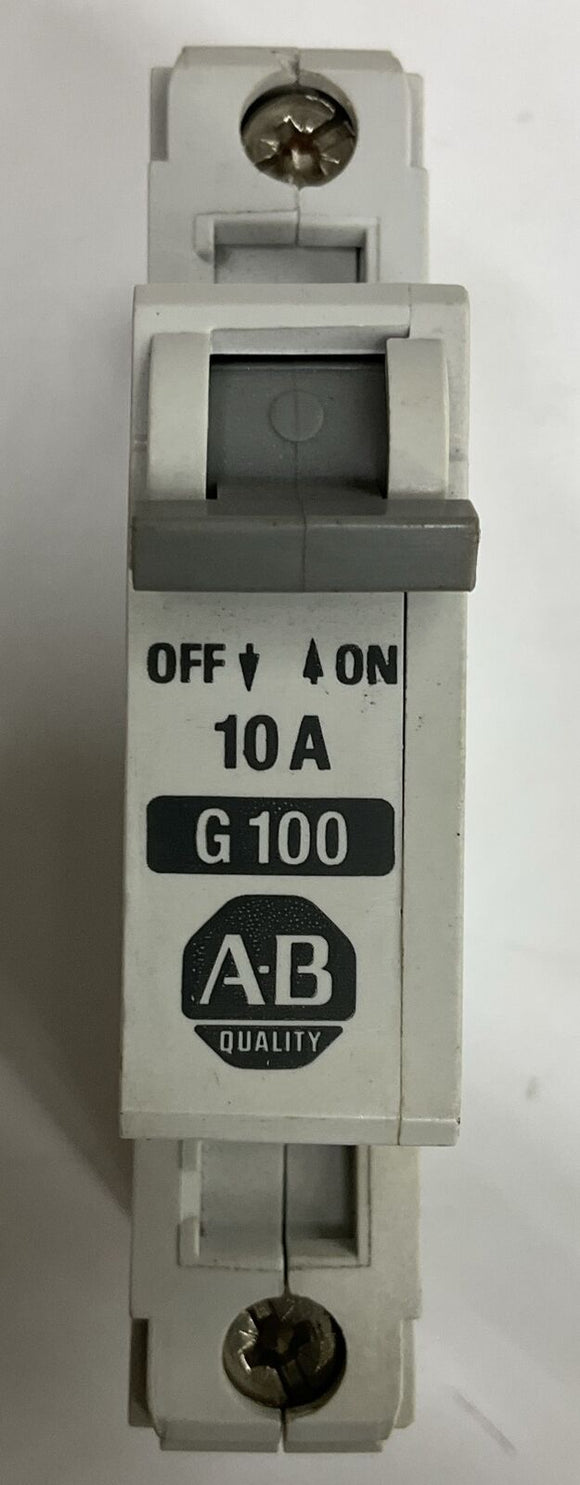 OFF ↓ ↑ ON
10 A
G 100
A-B
QUALITY